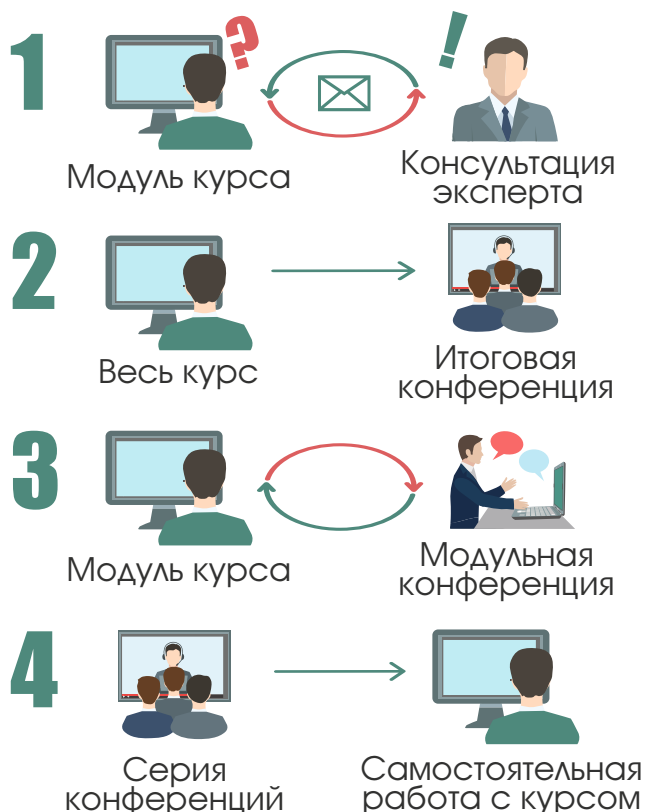 1
?
!
Модуль курса
Консультация
эксперта
2
Весь курс
Итоговая
конференция
3
Модуль курса
Модульная
конференция
4
Серия
конференций
Самостоятельная
работа с курсом